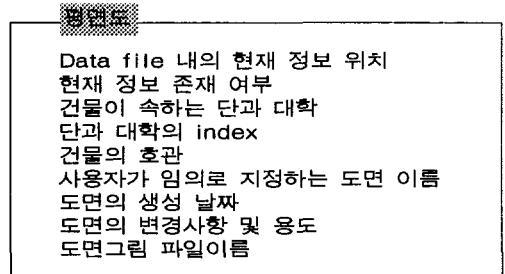 평면도
Data file 내의 현재 정보 위치
현재 정보 존재 여부
건물이 속하는 단과 대학
단과 대학의 index
건물의 호관
사용자가 임의로 지정하는 도면 이름
도면의 생성 날짜
도면의 변경사항 및 용도
도면그림 파일이름